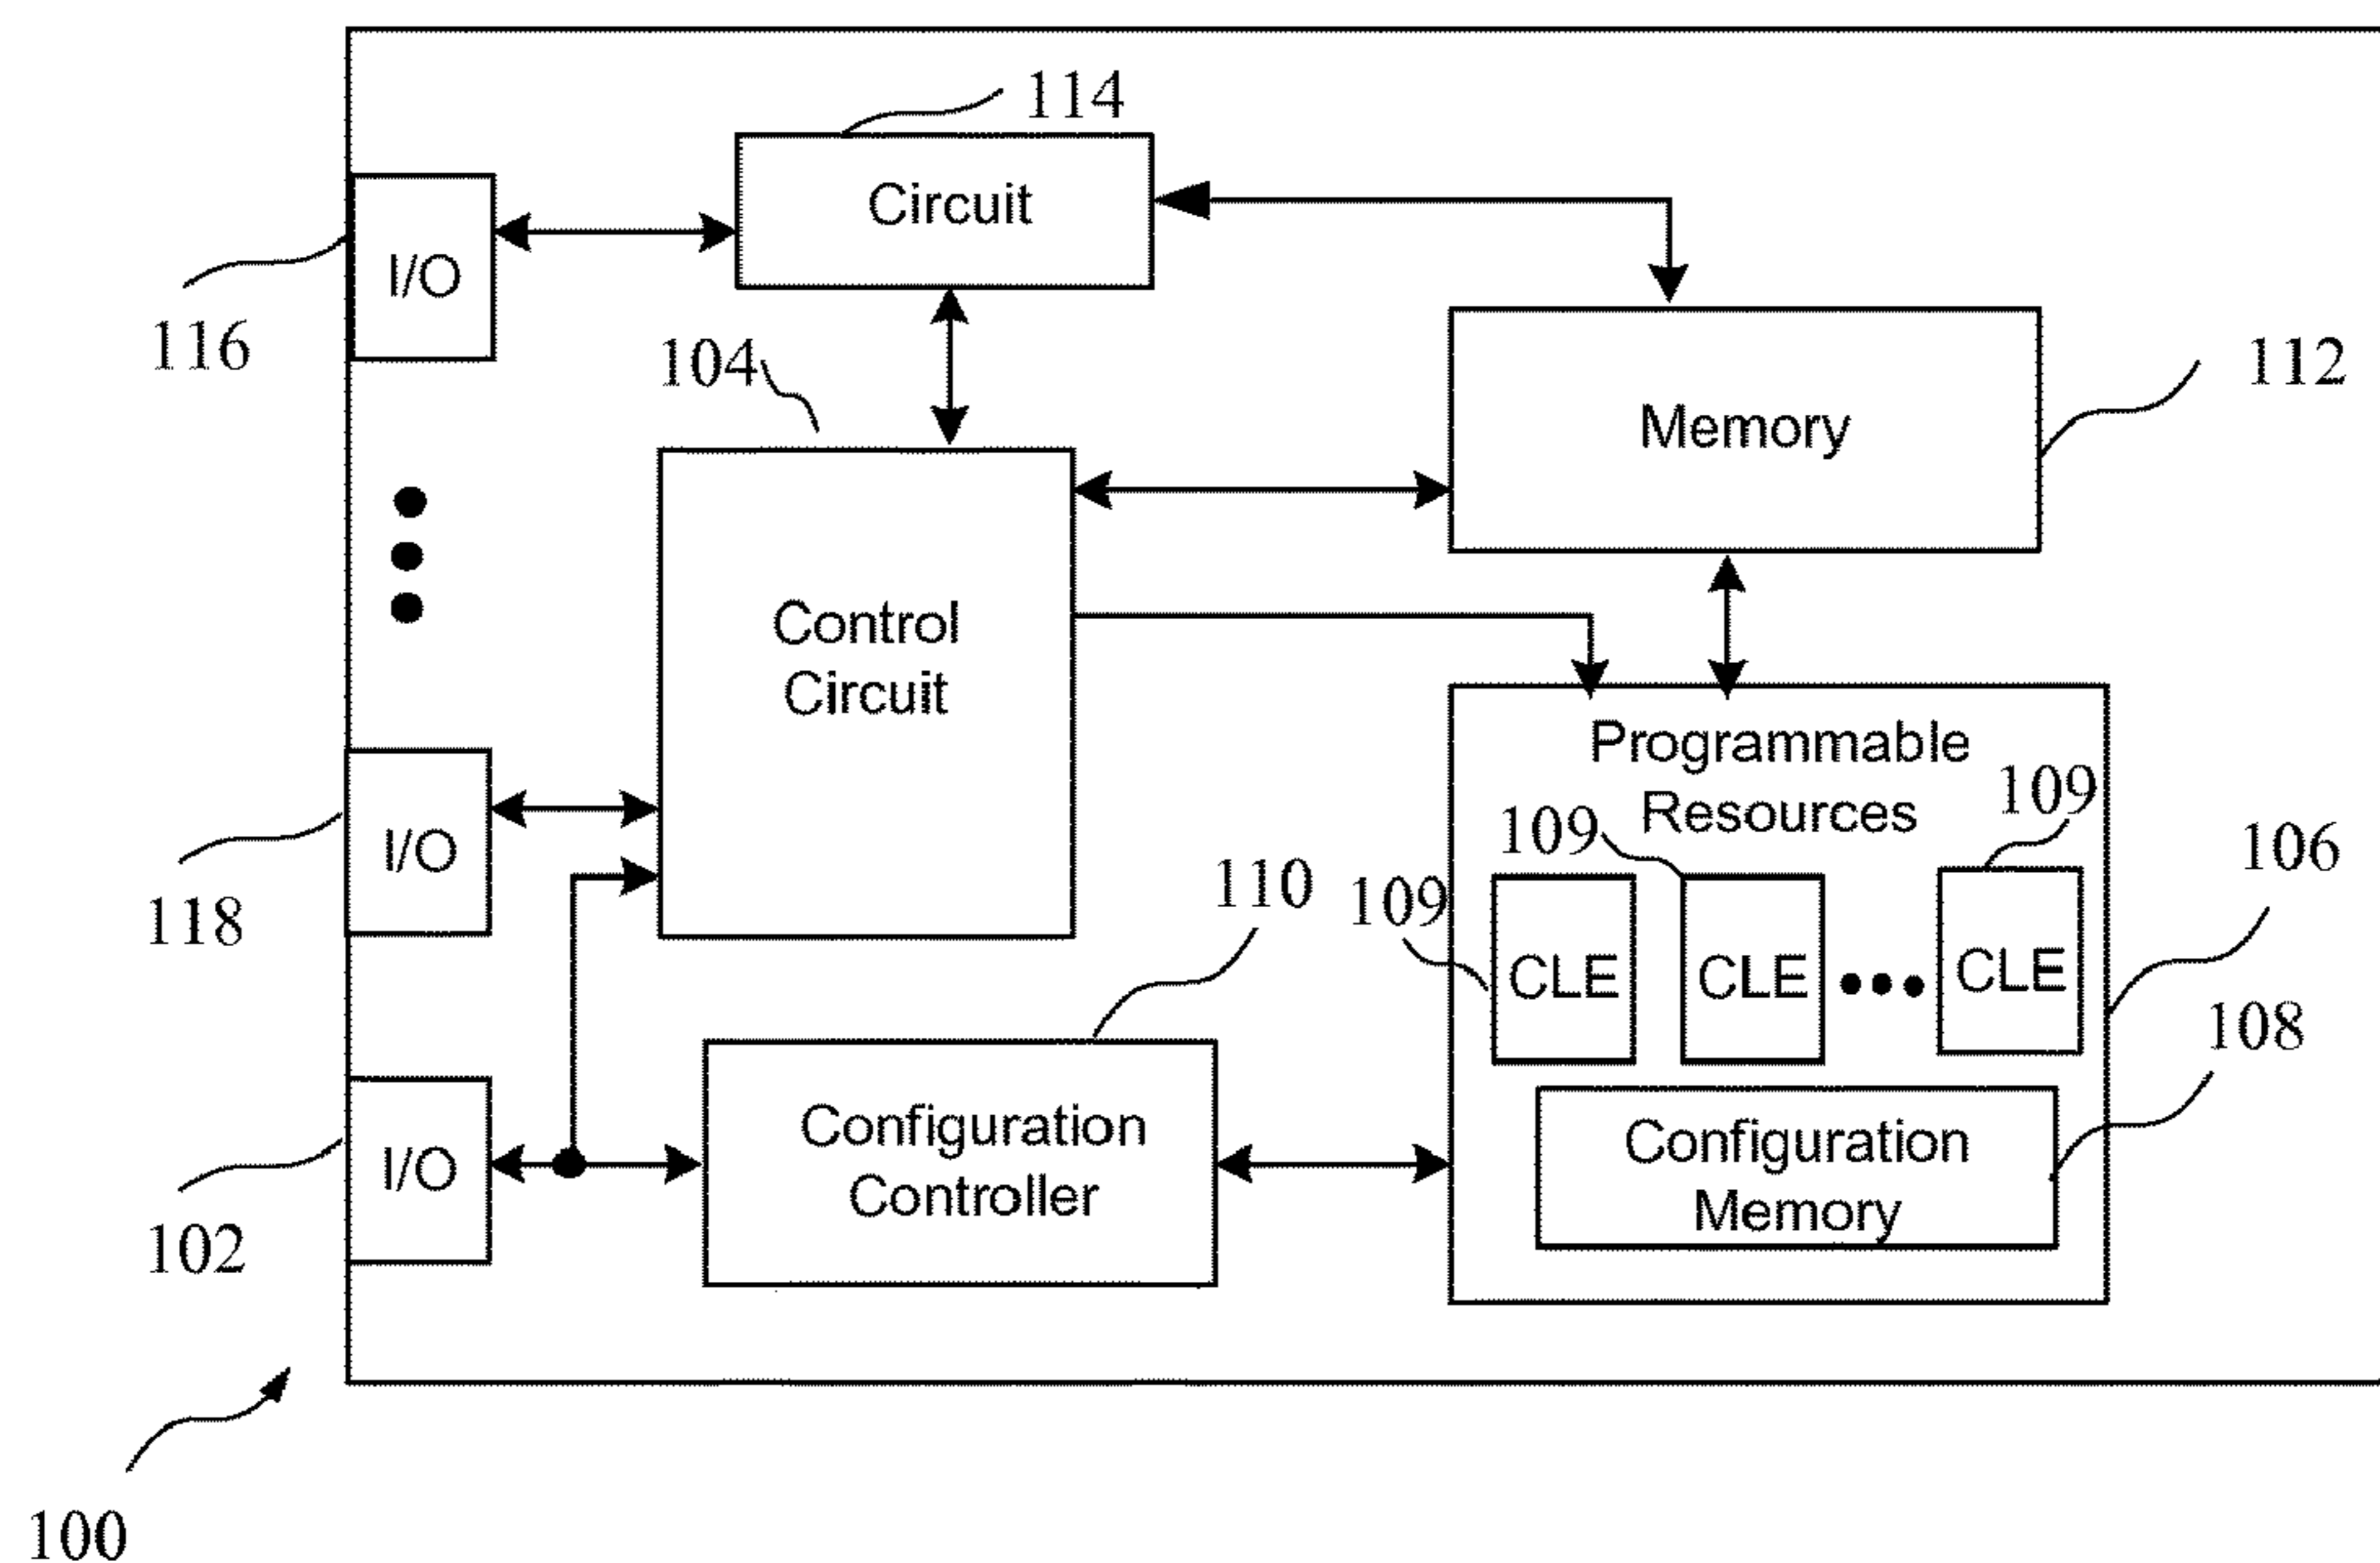 114
Circuit
I/O
116
104
112
Memory
Control
Circuit
Programmable
Resources
109
109
109
106
I/O
118
110
CLE
CLE
CLE
108
Configuration
Controller
Configuration
Memory
I/O
102
100